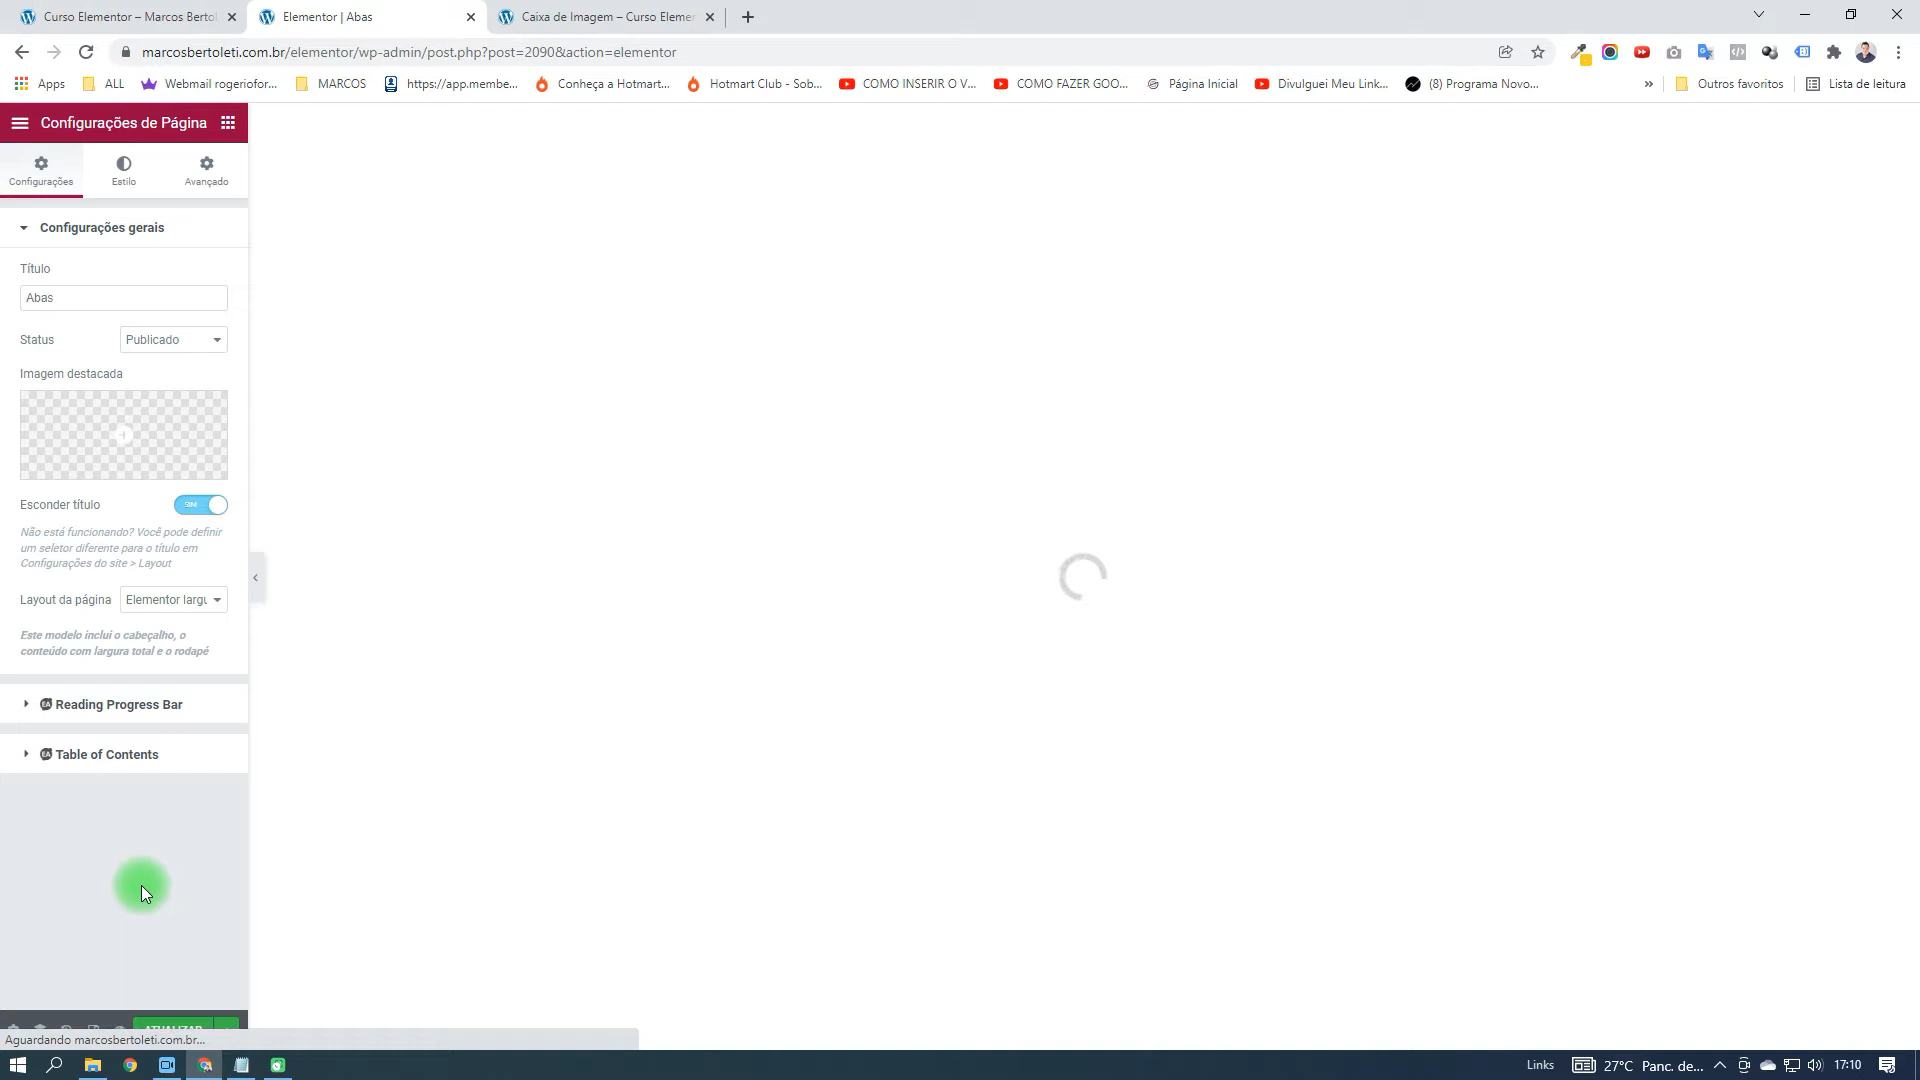 Curso Elementor – Marcos Bertol
Elementor | Abas
Caixa de Imagem – Curso Elemen
marcosbertoleti.com.br/elementor/wp-admin/post.php?post=2090&action=elementor
Apps
ALL
Webmail rogeriofor...
MARCOS
https://app.membe...
Conheça a Hotmart...
Hotmart Club - Sob...
COMO INSERIR O V...
COMO FAZER GOO...
Página Inicial
Divulguei Meu Link...
(8) Programa Novo...
»
Outros favoritos
Lista de leitura
Configurações de Página
Configurações
Estilo
Avançado
Configurações gerais
Título
Abas
Status
Publicado
Imagem destacada
Esconder título
SIM
Não está funcionando? Você pode definir
um seletor diferente para o título em
Configurações do site > Layout
Layout da página
Elementor largu
Este modelo inclui o cabeçalho, o
conteúdo com largura total e o rodapé
EA Reading Progress Bar
EA Table of Contents
ATUALIZAR
Aguardando marcosbertoleti.com.br...
Links
27°C
Panc. de...
17:10